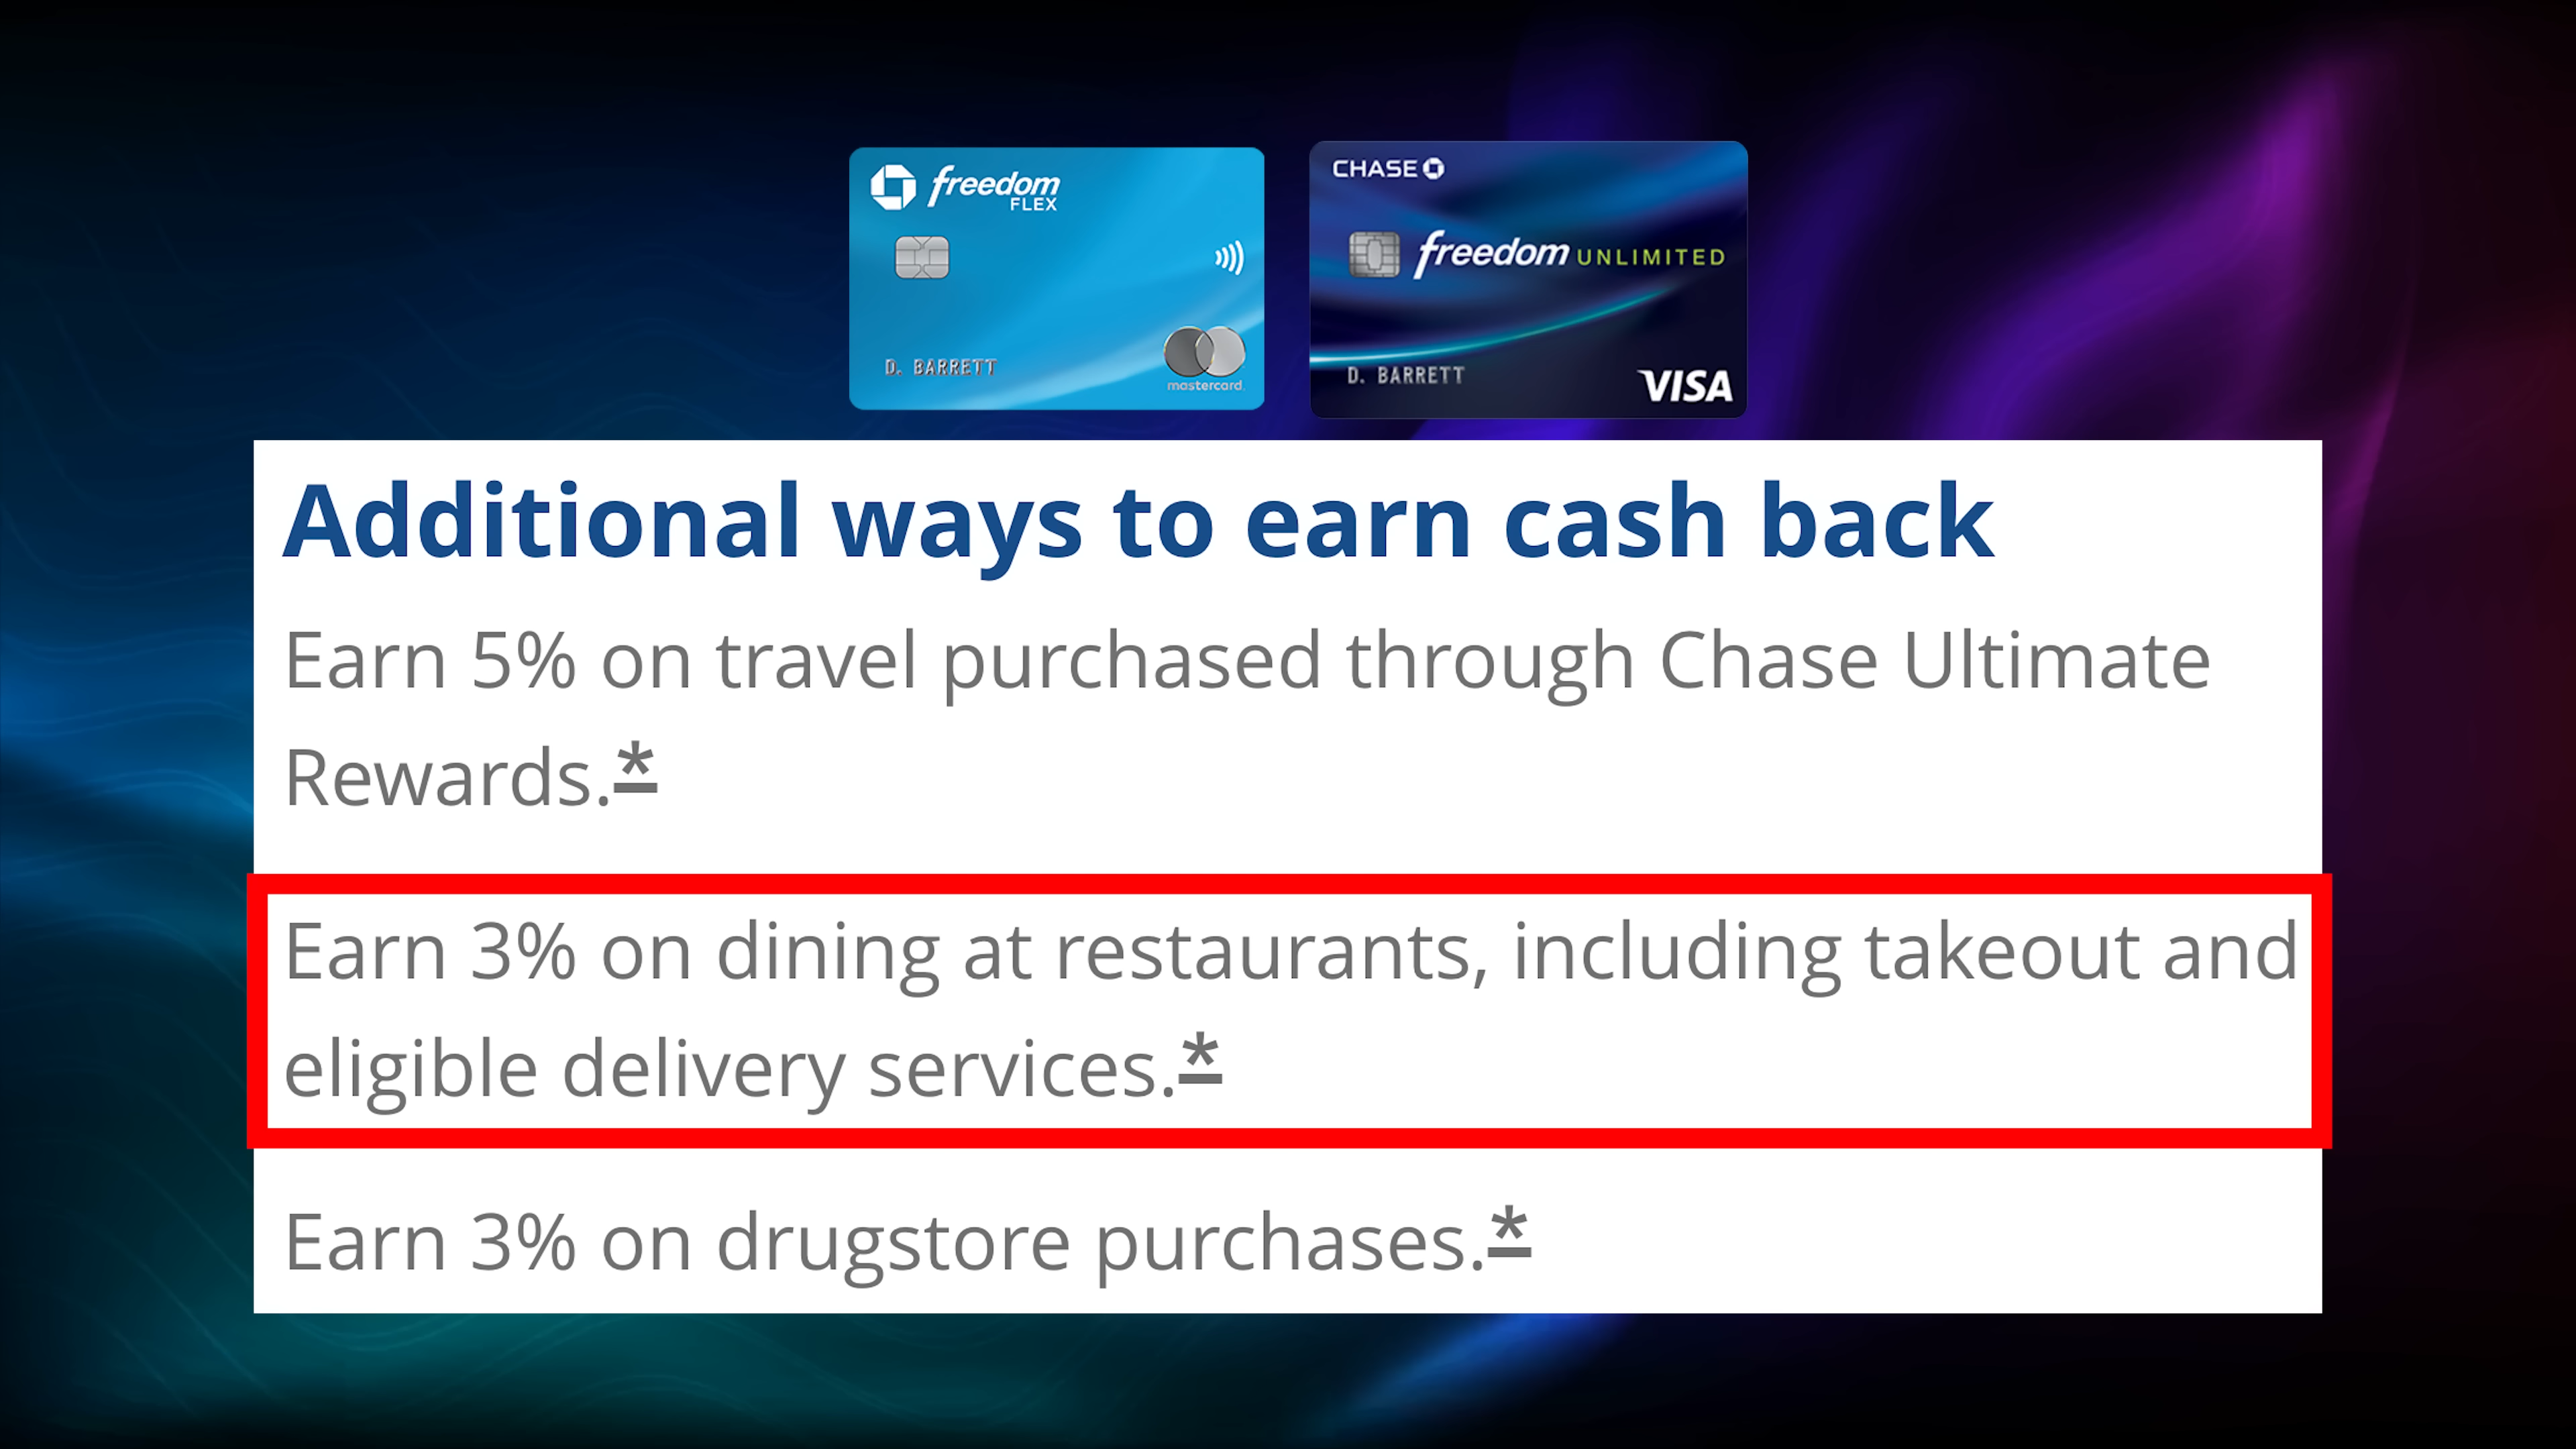 freedom
FLEX
D. BARRETT
mastercard.
CHASE
freedom UNLIMITED
D. BARRETT
VISA
Additional ways to earn cash back
Earn 5% on travel purchased through Chase Ultimate
Rewards.*
Earn 3% on dining at restaurants, including takeout and
eligible delivery services.*
Earn 3% on drugstore purchases.*